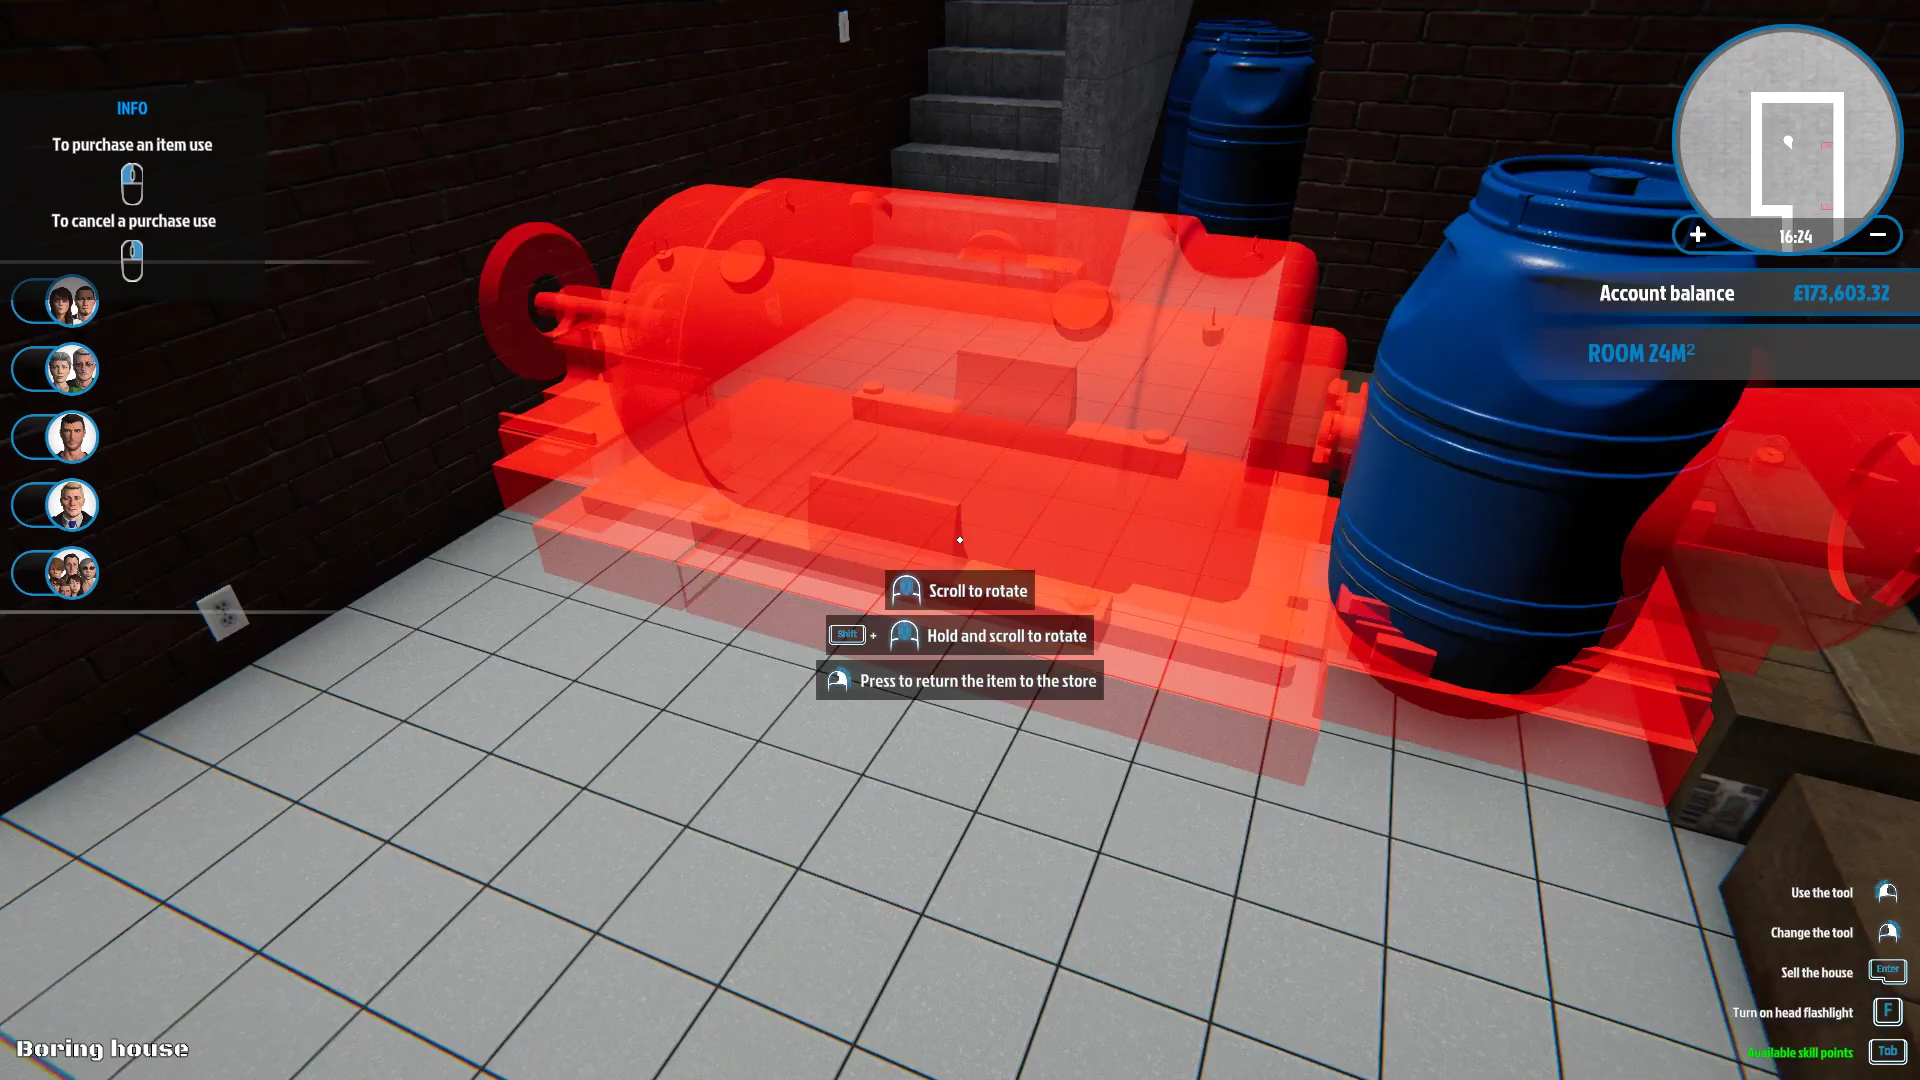 INFO
To purchase an item use
To cancel a purchase use
16:24
Account balance £173,603.32
ROOM 24M²
Scroll to rotate
Shift + Hold and scroll to rotate
Press to return the item to the store
Use the tool
Change the tool
Sell the house Enter
Turn on head flashlight F
Available skill points Tab
Boring house